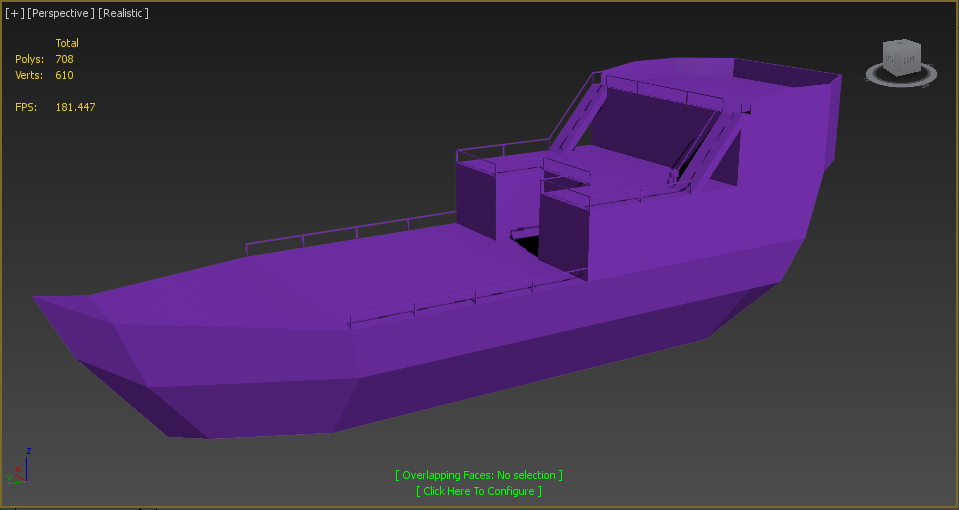 [+] [Perspective ] [Realistic ]
Total
Polys: 708
Verts: 610
FPS: 181.447
LEFT
Z
X
Y
[ Overlapping Faces: No selection ]
[ Click Here To Configure ]